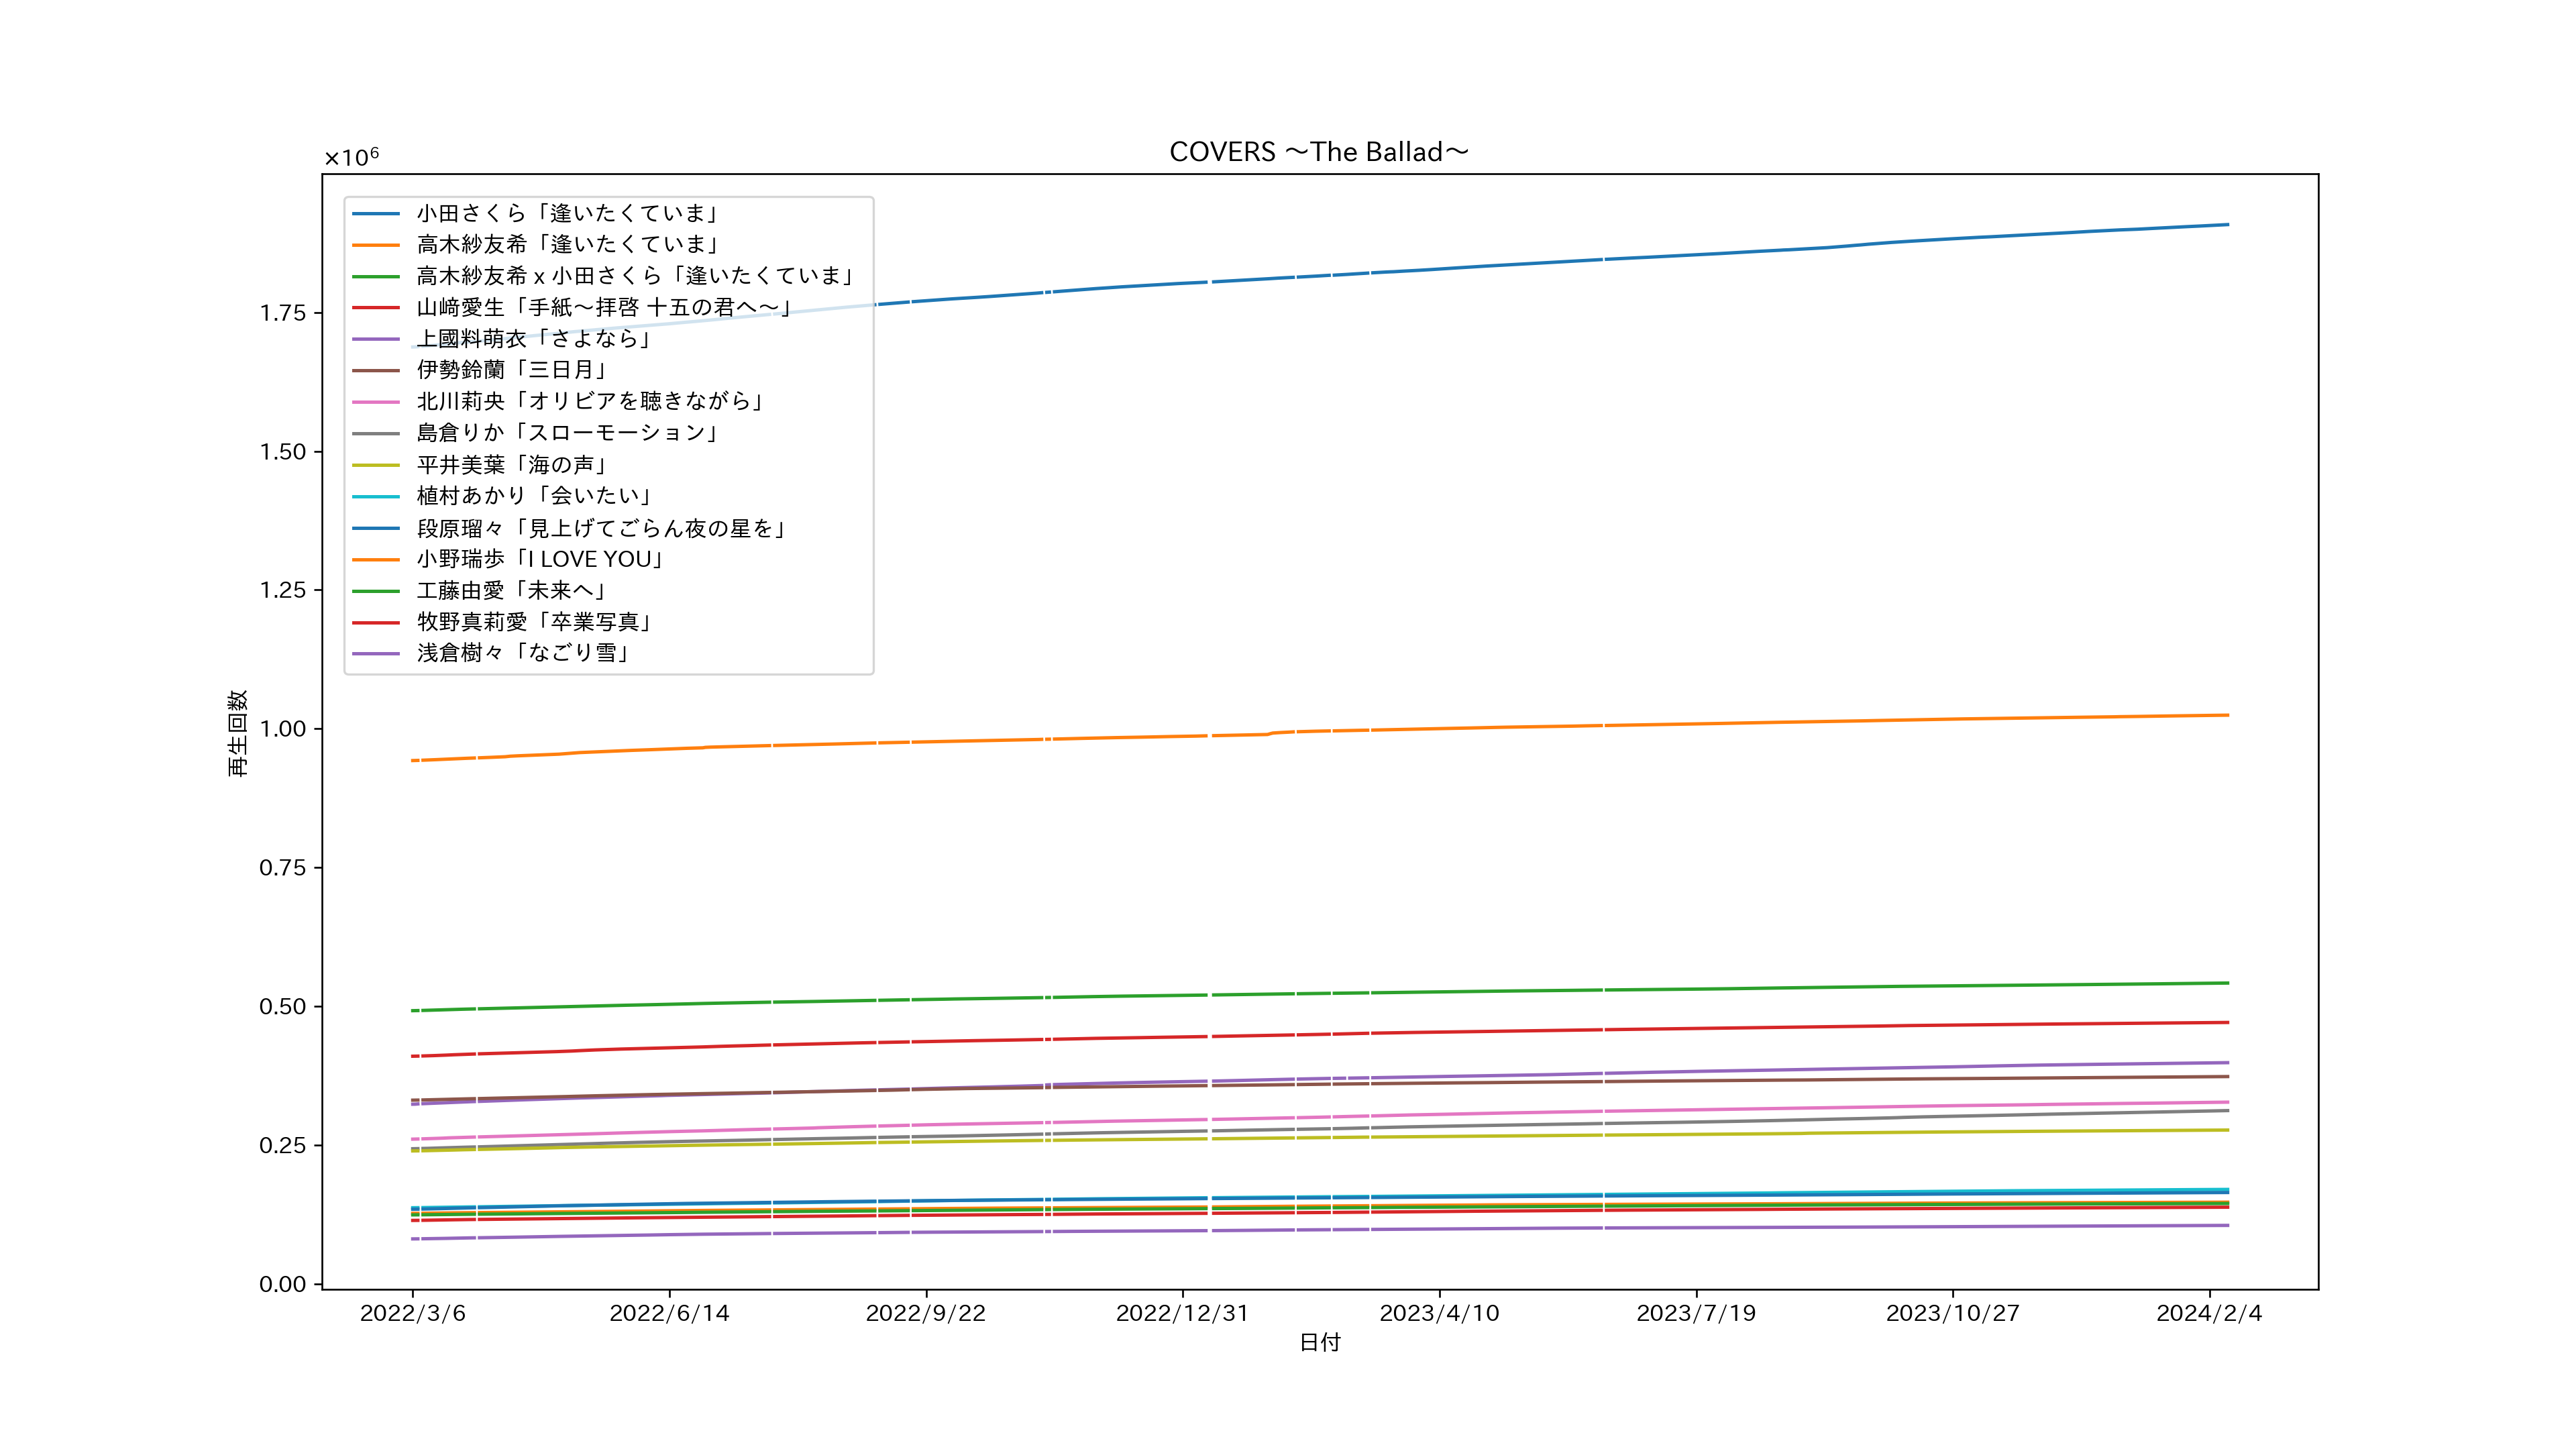 COVERS ～The Ballad～
×10⁶
小田さくら「逢いたくていま」
高木紗友希「逢いたくていま」
高木紗友希 x 小田さくら「逢いたくていま」
山﨑愛生「手紙～拝啓 十五の君へ～」
上國料萌衣「さよなら」
伊勢鈴蘭「三日月」
北川莉央「オリビアを聴きながら」
島倉りか「スローモーション」
平井美葉「海の声」
植村あかり「会いたい」
段原瑠々「見上げてごらん夜の星を」
小野瑞歩「I LOVE YOU」
工藤由愛「未来へ」
牧野真莉愛「卒業写真」
浅倉樹々「なごり雪」
1.75
1.50
1.25
1.00
0.75
0.50
0.25
0.00
再生回数
2022/3/6
2022/6/14
2022/9/22
2022/12/31
2023/4/10
2023/7/19
2023/10/27
2024/2/4
日付